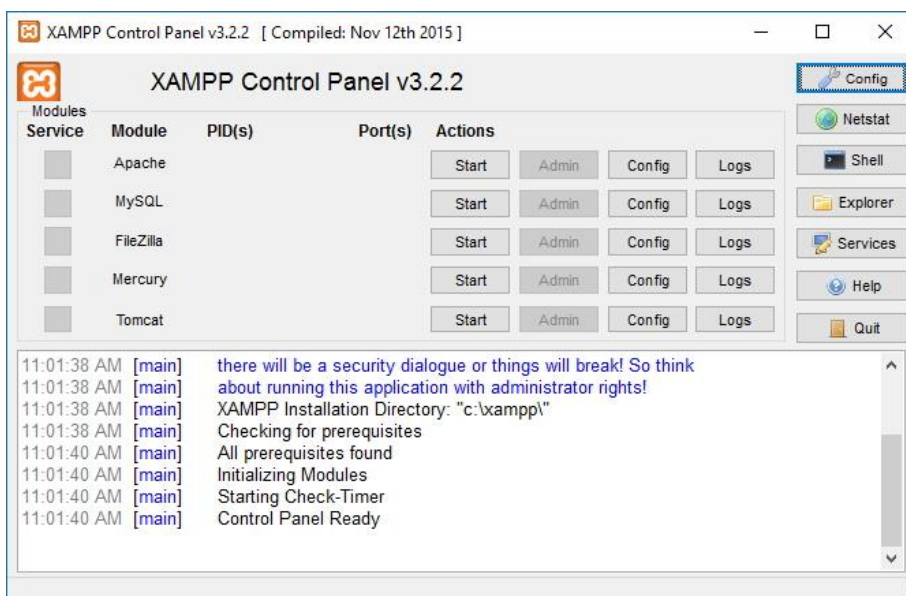 XAMPP Control Panel v3.2.2 [ Compiled: Nov 12th 2015 ]
XAMPP Control Panel v3.2.2
Config
Netstat
Shell
Explorer
Services
Help
Quit
Modules
Service Module PID(s) Port(s) Actions
Apache Start Admin Config Logs
MySQL Start Admin Config Logs
FileZilla Start Admin Config Logs
Mercury Start Admin Config Logs
Tomcat Start Admin Config Logs
11:01:38 AM [main] there will be a security dialogue or things will break! So think
11:01:38 AM [main] about running this application with administrator rights!
11:01:38 AM [main] XAMPP Installation Directory: "c:\xampp\"
11:01:38 AM [main] Checking for prerequisites
11:01:40 AM [main] All prerequisites found
11:01:40 AM [main] Initializing Modules
11:01:40 AM [main] Starting Check-Timer
11:01:40 AM [main] Control Panel Ready